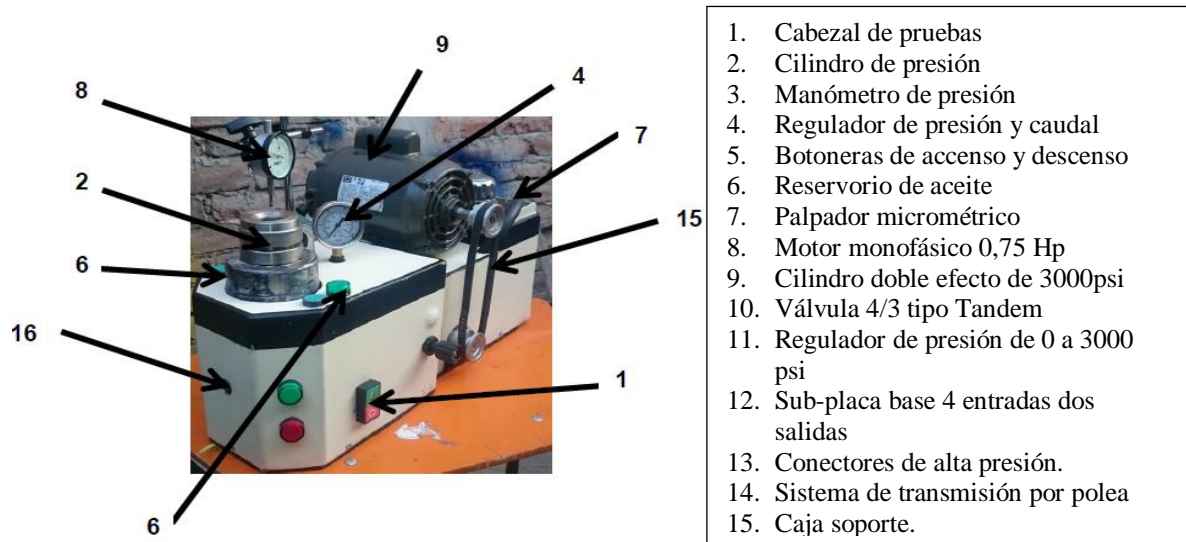 9
4
8
7
2
15
6
16
1
6
1. Cabezal de pruebas
2. Cilindro de presión
3. Manómetro de presión
4. Regulador de presión y caudal
5. Botoneras de accenso y descenso
6. Reservorio de aceite
7. Palpador micrométrico
8. Motor monofásico 0,75 Hp
9. Cilindro doble efecto de 3000psi
10. Válvula 4/3 tipo Tandem
11. Regulador de presión de 0 a 3000
psi
12. Sub-placa base 4 entradas dos
salidas
13. Conectores de alta presión.
14. Sistema de transmisión por polea
15. Caja soporte.